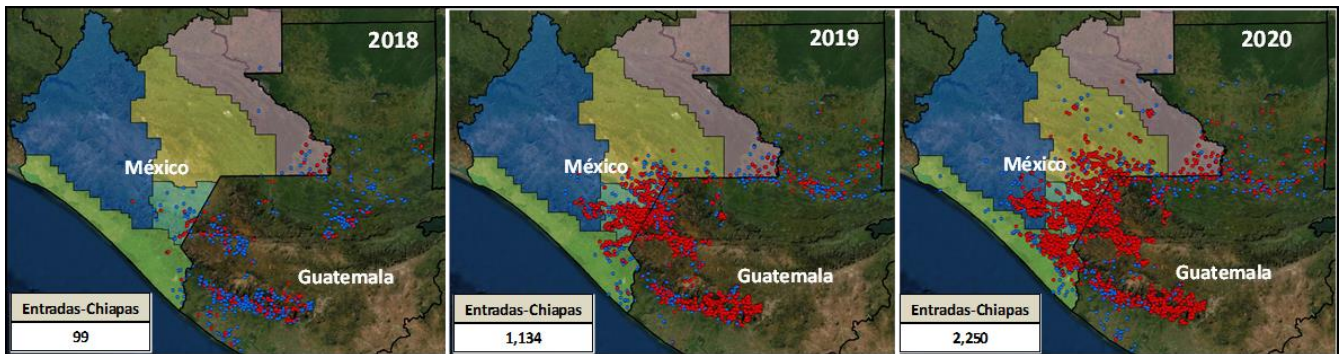 2018
México
Guatemala
Entradas-Chiapas
99
2019
México
Guatemala
Entradas-Chiapas
1,134
2020
México
Guatemala
Entradas-Chiapas
2,250